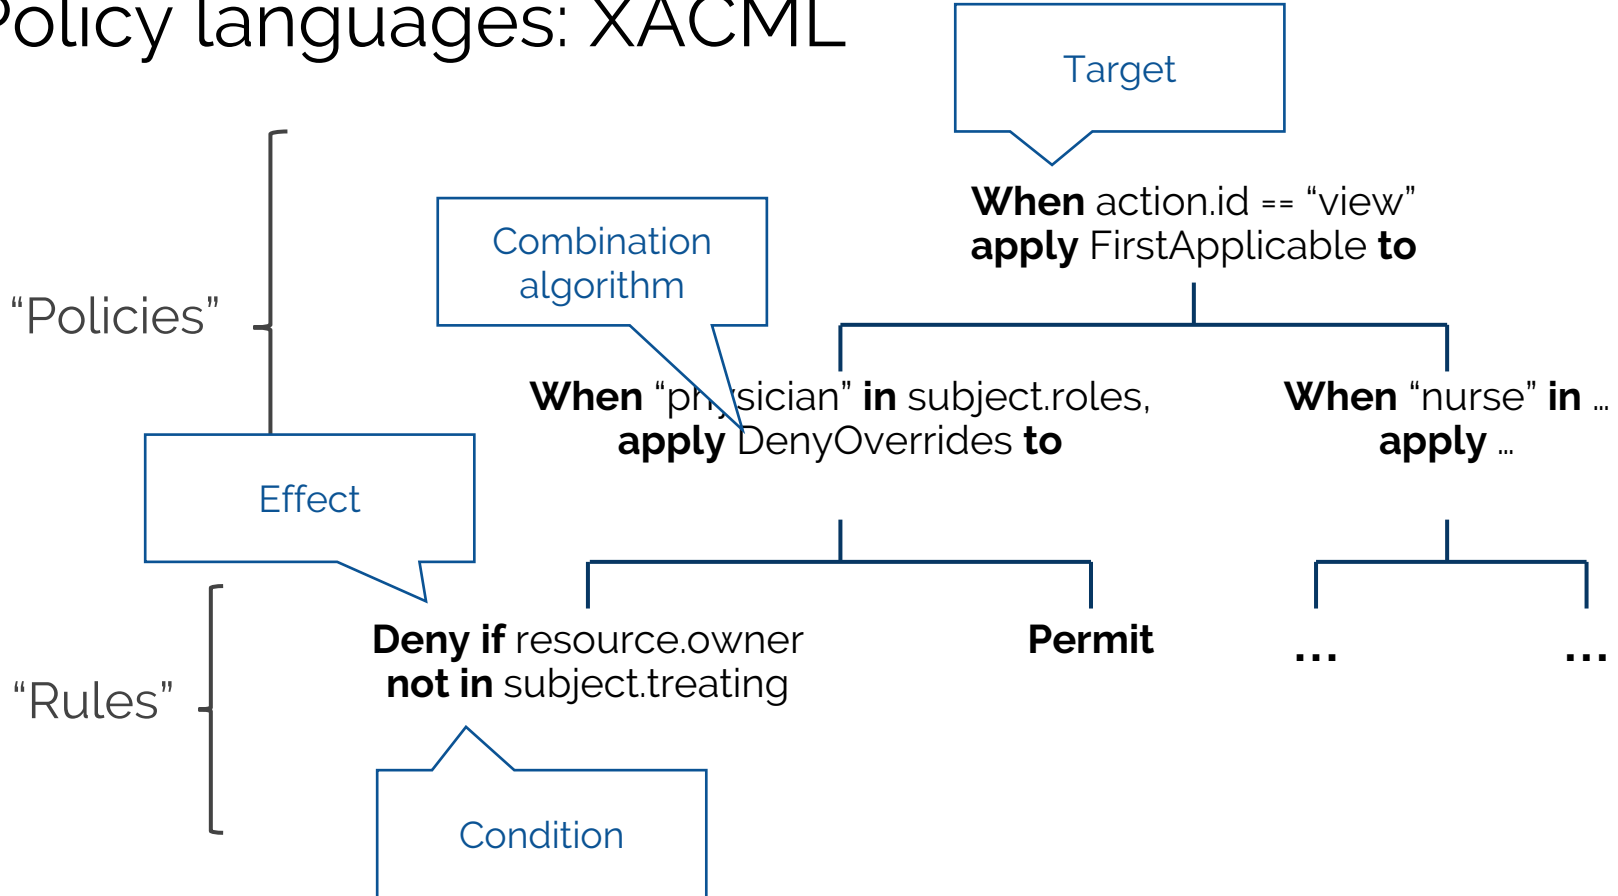 Policy languages: XACML
Target
When action.id == “view”
apply FirstApplicable to
Combination
algorithm
“Policies”
When “physician” in subject.roles,
apply DenyOverrides to
When “nurse” in ...
apply ...
Effect
Deny if resource.owner
not in subject.treating
Permit
...
...
“Rules”
Condition